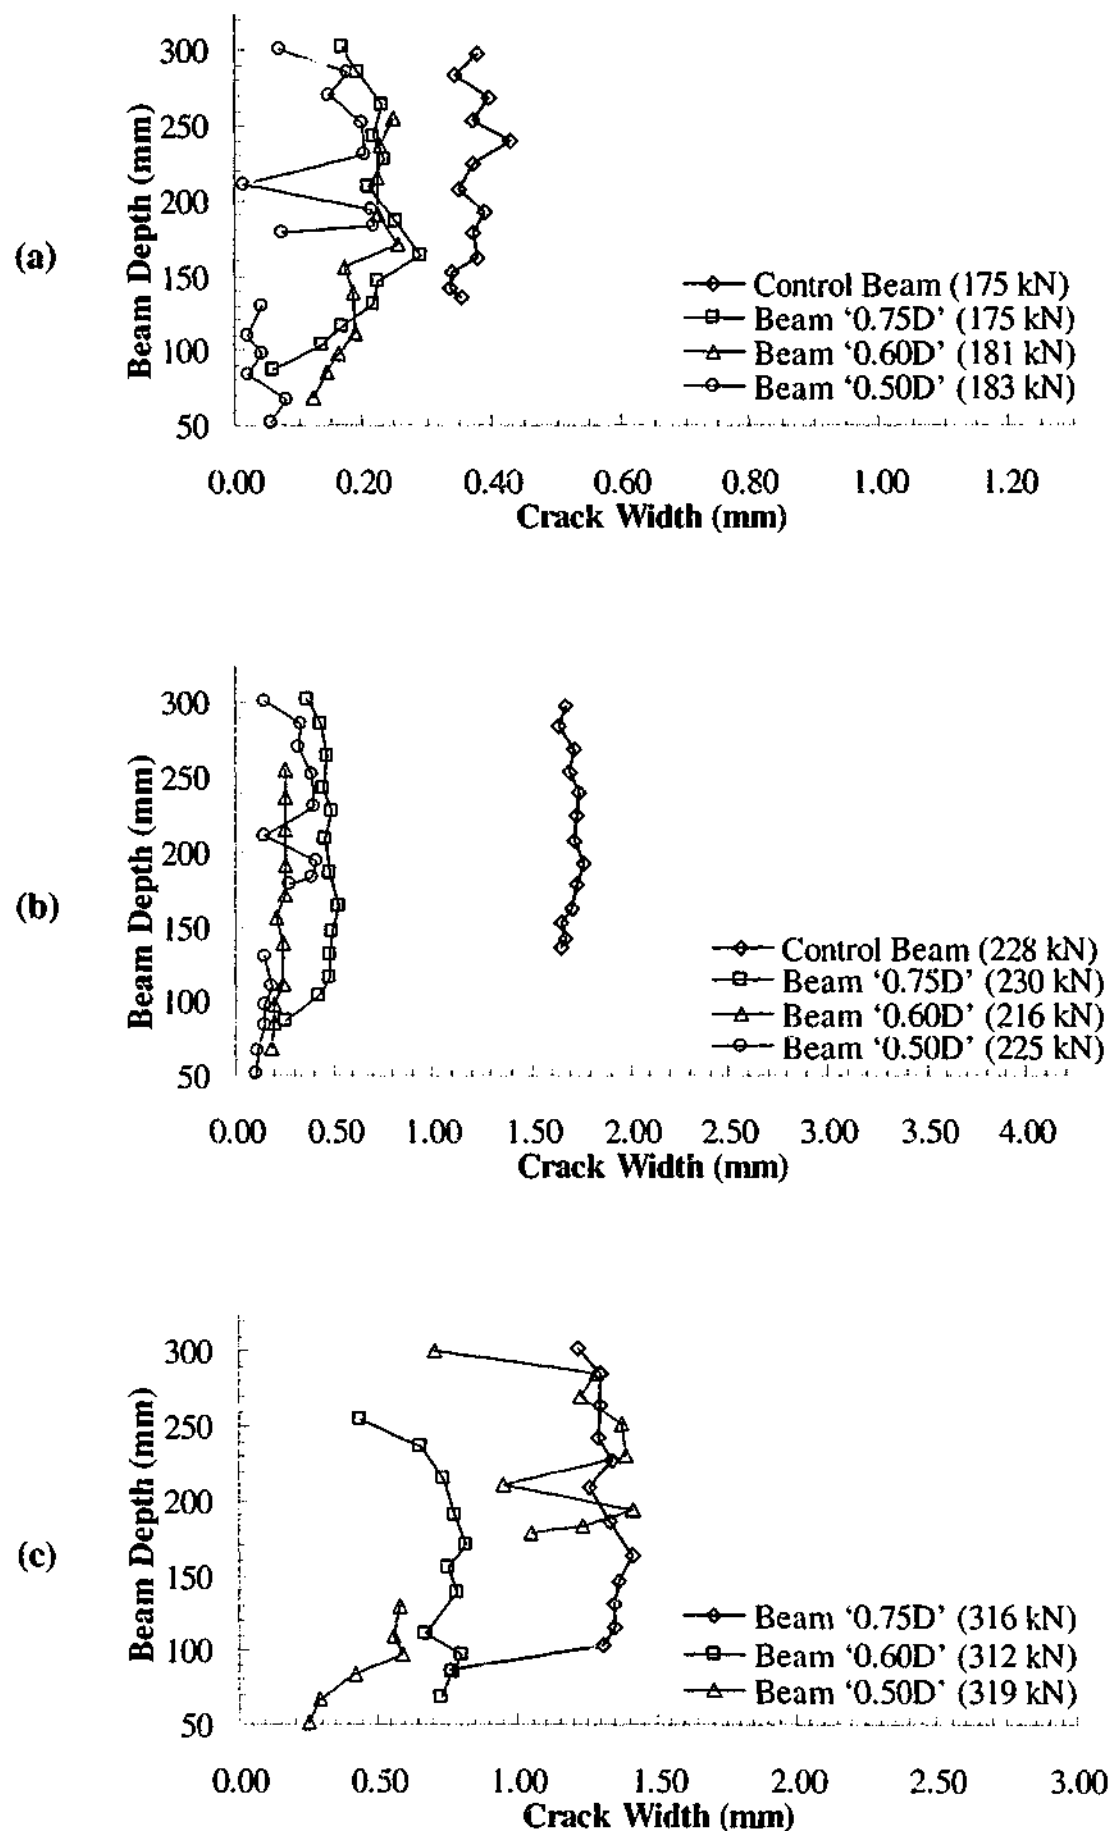 (a)
Beam Depth (mm)
300
250
200
150
100
50
Control Beam (175 kN)
Beam ‘0.75D’ (175 kN)
Beam ‘0.60D’ (181 kN)
Beam ‘0.50D’ (183 kN)
0.00 0.20 0.40 0.60 0.80 1.00 1.20
Crack Width (mm)
(b)
Beam Depth (mm)
300
250
200
150
100
50
Control Beam (228 kN)
Beam ‘0.75D’ (230 kN)
Beam ‘0.60D’ (216 kN)
Beam ‘0.50D’ (225 kN)
0.00 0.50 1.00 1.50 2.00 2.50 3.00 3.50 4.00
Crack Width (mm)
(c)
Beam Depth (mm)
300
250
200
150
100
50
Beam ‘0.75D’ (316 kN)
Beam ‘0.60D’ (312 kN)
Beam ‘0.50D’ (319 kN)
0.00 0.50 1.00 1.50 2.00 2.50 3.00
Crack Width (mm)